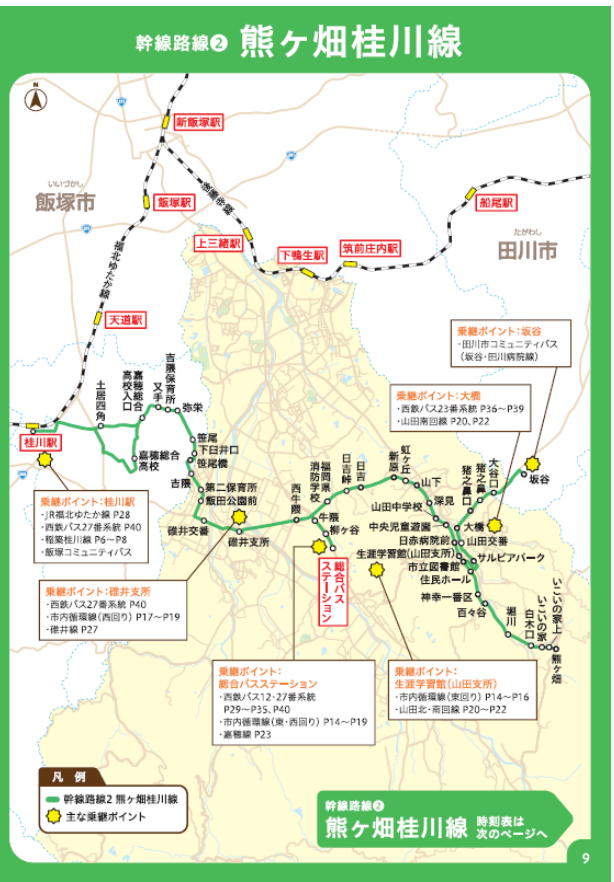 幹線路線❷ 熊ヶ畑桂川線
N
新飯塚駅
いいづかし
飯塚市
飯塚駅
後藤寺線
船尾駅
上三緒駅
下鴨生駅
筑前庄内駅
たがわし
田川市
福北ゆたか線
天道駅
乗継ポイント：坂谷
・田川市コミュニティバス
（坂谷・田川病院線）
乗継ポイント：大橋
・西鉄バス23番系統 P36〜P39
・山田南回線 P20、P22
桂川駅
土居四角
嘉穂総合高校入口
又手
吉隈保育所
弥栄
嘉穂総合高校
笹尾
下臼井口
笹尾橋
吉隈
第二保育所
飯田公園前
碓井交番
碓井支所
西牛隈
福岡県消防学校
牛隈
柳ヶ谷
総合バスステーション
日吉峠
日吉
新原
虹ヶ丘
山下
山田中学校
深見
中央児童遊園
猪之鼻口
猪之鼻
大谷口
坂谷
大橋
日赤病院前
山田交番
生涯学習館（山田支所）
サルビアパーク
市立図書館
住民ホール
神幸一番区
百々谷
堀川
白木口
いこいの家
いこいの家上
熊ヶ畑
乗継ポイント：桂川駅
・JR福北ゆたか線 P28
・西鉄バス27番系統 P40
・稲築桂川線 P6〜P8
・飯塚コミュニティバス
乗継ポイント：碓井支所
・西鉄バス27番系統 P40
・市内循環線（西回り） P17〜P19
・碓井線 P27
乗継ポイント：
総合バスステーション
・西鉄バス12・27番系統
P29〜P35、P40
・市内循環線（東・西回り） P14〜P19
・嘉穂線 P23
乗継ポイント：
生涯学習館（山田支所）
・市内循環線（東回り） P14〜P16
・山田北・南回線 P20〜P22
凡 例
幹線路線2 熊ヶ畑桂川線
主な乗継ポイント
幹線路線❷
熊ヶ畑桂川線 時刻表は
次のページへ
9